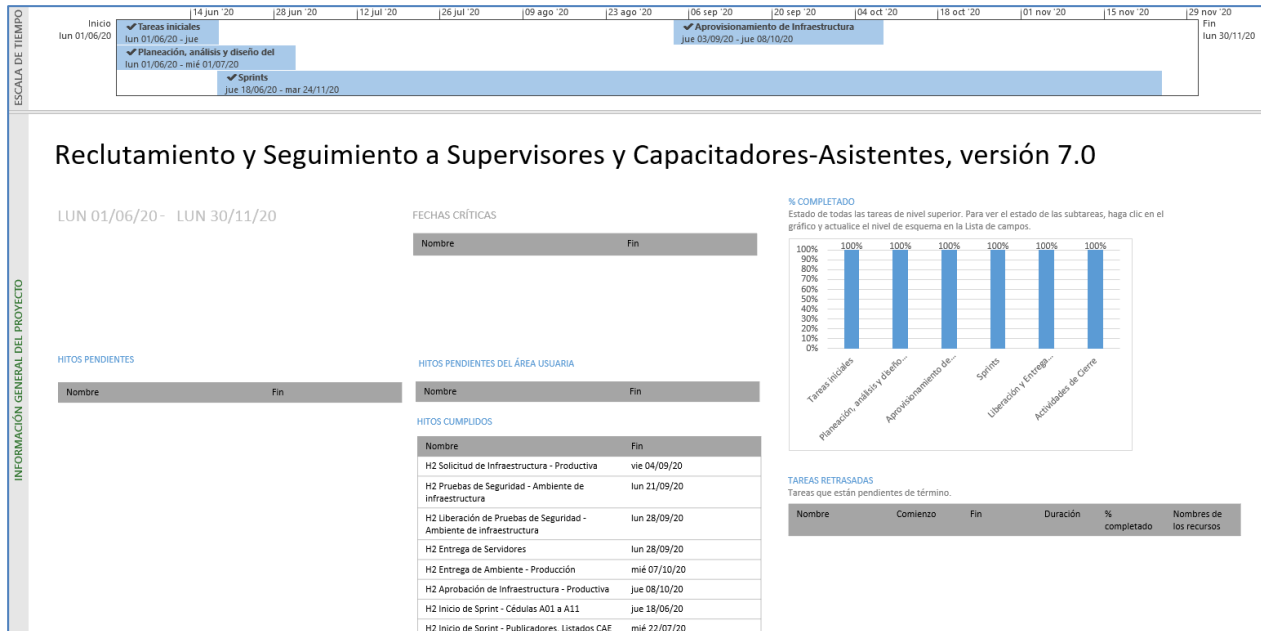 ESCALA DE TIEMPO
14 jun '20 28 jun '20 12 jul '20 26 jul '20 09 ago '20 23 ago '20 06 sep '20 20 sep '20 04 oct '20 18 oct '20 01 nov '20 15 nov '20 29 nov '20
Inicio
lun 01/06/20
✔Tareas iniciales
lun 01/06/20 - jue
✔Aprovisionamiento de Infraestructura
jue 03/09/20 - jue 08/10/20
Fin
lun 30/11/20
✔Planeación, análisis y diseño del
lun 01/06/20 - mié 01/07/20
✔Sprints
jue 18/06/20 - mar 24/11/20
INFORMACIÓN GENERAL DEL PROYECTO
Reclutamiento y Seguimiento a Supervisores y Capacitadores-Asistentes, versión 7.0
LUN 01/06/20 - LUN 30/11/20
FECHAS CRÍTICAS
Nombre Fin
HITOS PENDIENTES
Nombre Fin
HITOS PENDIENTES DEL ÁREA USUARIA
Nombre Fin
HITOS CUMPLIDOS
Nombre Fin
H2 Solicitud de Infraestructura - Productiva vie 04/09/20
H2 Pruebas de Seguridad - Ambiente de lun 21/09/20
infraestructura
H2 Liberación de Pruebas de Seguridad - lun 28/09/20
Ambiente de infraestructura
H2 Entrega de Servidores lun 28/09/20
H2 Entrega de Ambiente - Producción mié 07/10/20
H2 Aprobación de Infraestructura - Productiva jue 08/10/20
H2 Inicio de Sprint - Cédulas A01 a A11 jue 18/06/20
H2 Inicio de Sprint - Publicadores, Listados CAE mié 22/07/20
% COMPLETADO
Estado de todas las tareas de nivel superior. Para ver el estado de las subtareas, haga clic en el
gráfico y actualice el nivel de esquema en la Lista de campos.
100% 100% 100% 100% 100% 100%
100%
90%
80%
70%
60%
50%
40%
30%
20%
10%
0%
Tareas iniciales
Planeación, análisis y diseño...
Aprovisionamiento de...
Sprints
Liberación y Entrega...
Actividades de Cierre
TAREAS RETRASADAS
Tareas que están pendientes de término.
Nombre Comienzo Fin Duración % Nombres de
completado los recursos